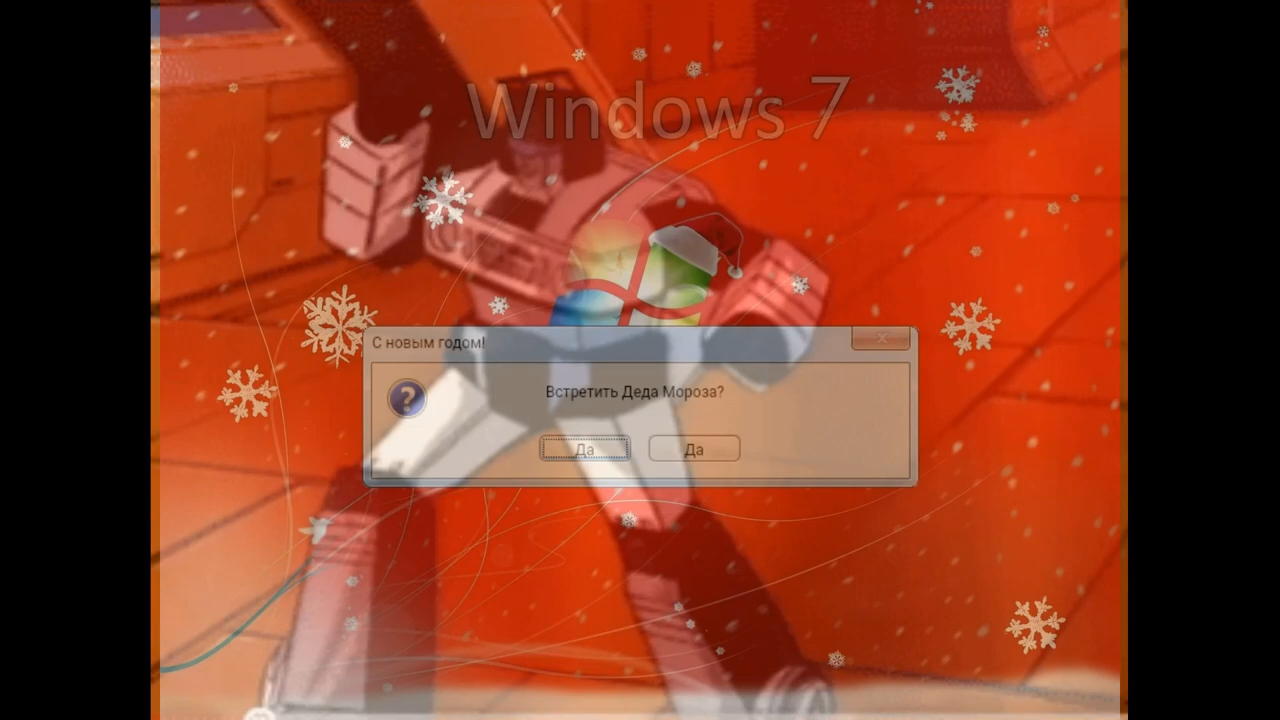 Windows 7
С новым годом!
Встретить Деда Мороза?
Да
Да